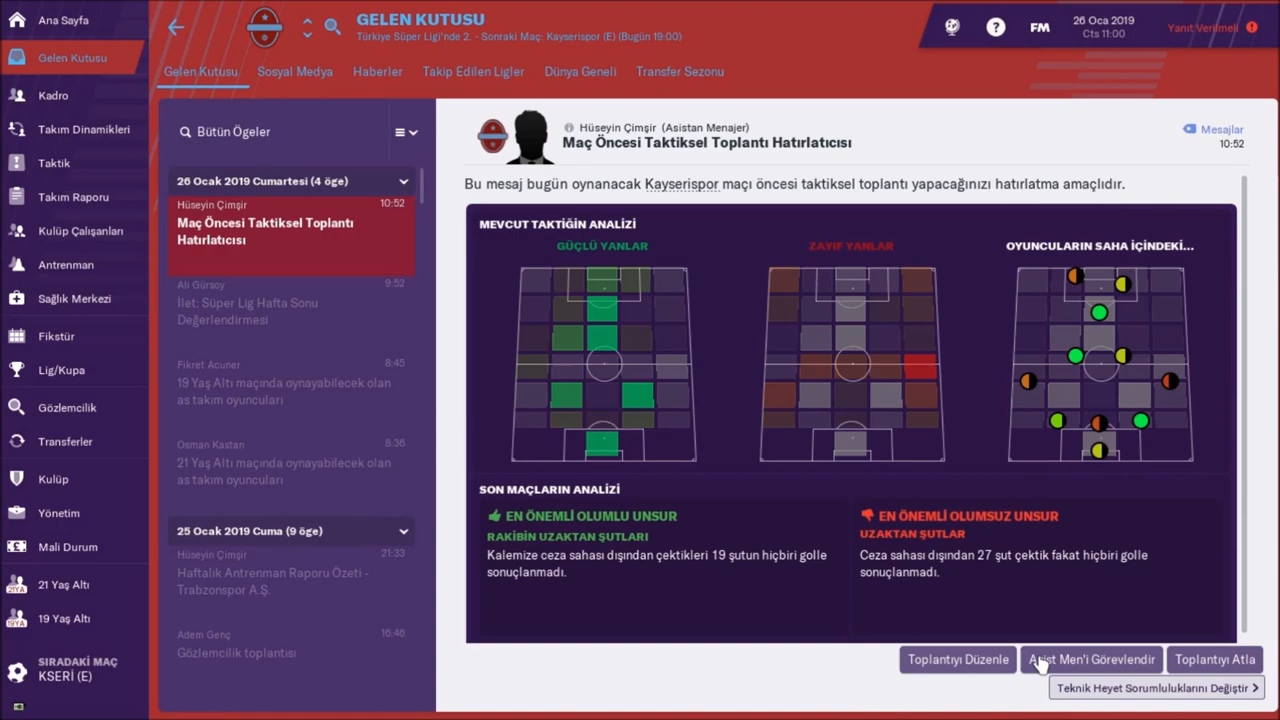 Ana Sayfa
Gelen Kutusu
Kadro
Takım Dinamikleri
Taktik
Takım Raporu
Kulüp Çalışanları
Antrenman
Sağlık Merkezi
Fikstür
Lig/Kupa
Gözlemcilik
Transferler
Kulüp
Yönetim
Mali Durum
21 Yaş Altı
21YA
19 Yaş Altı
19YA
SIRADAKİ MAÇ
KSERİ (E)
GELEN KUTUSU
Türkiye Süper Ligi'nde 2. - Sonraki Maç: Kayserispor (E) (Bugün 19:00)
FM
26 Oca 2019
Cts 11:00
Yanıt Verilmeli
Gelen Kutusu
Sosyal Medya
Haberler
Takip Edilen Ligler
Dünya Geneli
Transfer Sezonu
Bütün Ögeler
26 Ocak 2019 Cumartesi (4 öge)
Hüseyin Çimşir 10:52
Maç Öncesi Taktiksel Toplantı
Hatırlatıcısı
Ali Gürsoy 9:52
İlet: Süper Lig Hafta Sonu
Değerlendirmesi
Fikret Acuner 8:45
19 Yaş Altı maçında oynayabilecek olan
as takım oyuncuları
Osman Kastan 8:36
21 Yaş Altı maçında oynayabilecek olan
as takım oyuncuları
25 Ocak 2019 Cuma (9 öge)
Hüseyin Çimşir 21:33
Haftalık Antrenman Raporu Özeti -
Trabzonspor A.Ş.
Adem Genç 16:46
Gözlemcilik toplantısı
Hüseyin Çimşir (Asistan Menajer)
Maç Öncesi Taktiksel Toplantı Hatırlatıcısı
Mesajlar
10:52
Bu mesaj bugün oynanacak Kayserispor maçı öncesi taktiksel toplantı yapacağınızı hatırlatma amaçlıdır.
MEVCUT TAKTİĞİN ANALİZİ
GÜÇLÜ YANLAR
ZAYIF YANLAR
OYUNCULARIN SAHA İÇİNDEKİ...
SON MAÇLARIN ANALİZİ
EN ÖNEMLİ OLUMLU UNSUR
RAKİBİN UZAKTAN ŞUTLARI
Kalemize ceza sahası dışından çektikleri 19 şutun hiçbiri golle
sonuçlanmadı.
EN ÖNEMLİ OLUMSUZ UNSUR
UZAKTAN ŞUTLAR
Ceza sahası dışından 27 şut çektik fakat hiçbiri golle
sonuçlanmadı.
Toplantıyı Düzenle
Men'i Görevlendir
Toplantıyı Atla
Teknik Heyet Sorumluluklarını Değiştir